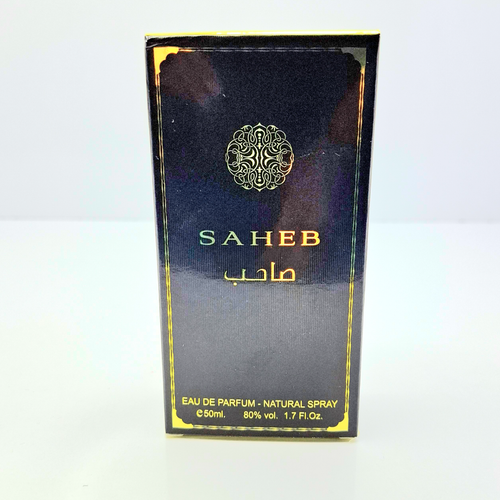 SAHEB
صاحب
EAU DE PARFUM - NATURAL SPRAY
℮50ml. 80% vol. 1.7 Fl.Oz.